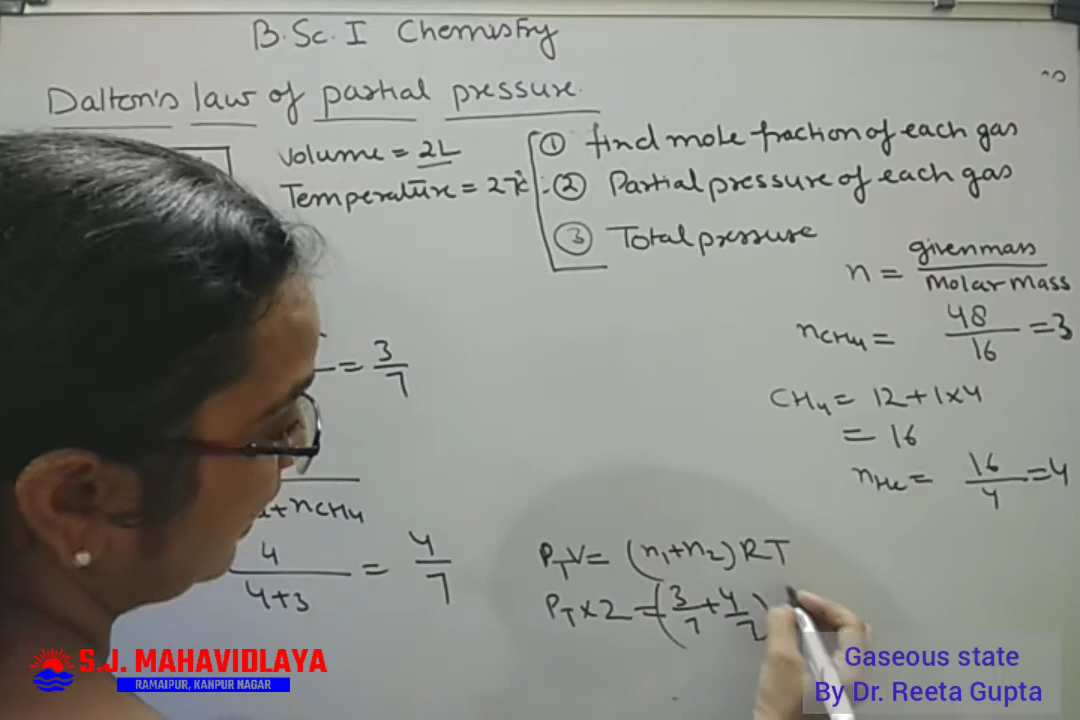 B.Sc. I Chemistry
Dalton's law of partial pressure.
Volume = 2L
Temperature = 27°C
① find mole fraction of each gas
② Partial pressure of each gas
③ Total pressure
n = given mass / Molar Mass
nCH₄ = 48/16 = 3
CH₄ = 12 + 1×4
= 16
nHe = 16/4 = 4
= 3/7
+ nCH₄
4/4+3 = 4/7
P_T V = (n₁+n₂) RT
P_T × 2 = (3/7 + 4/7)
S.J. MAHAVIDLAYA
RAMAIPUR, KANPUR NAGAR
Gaseous state
By Dr. Reeta Gupta